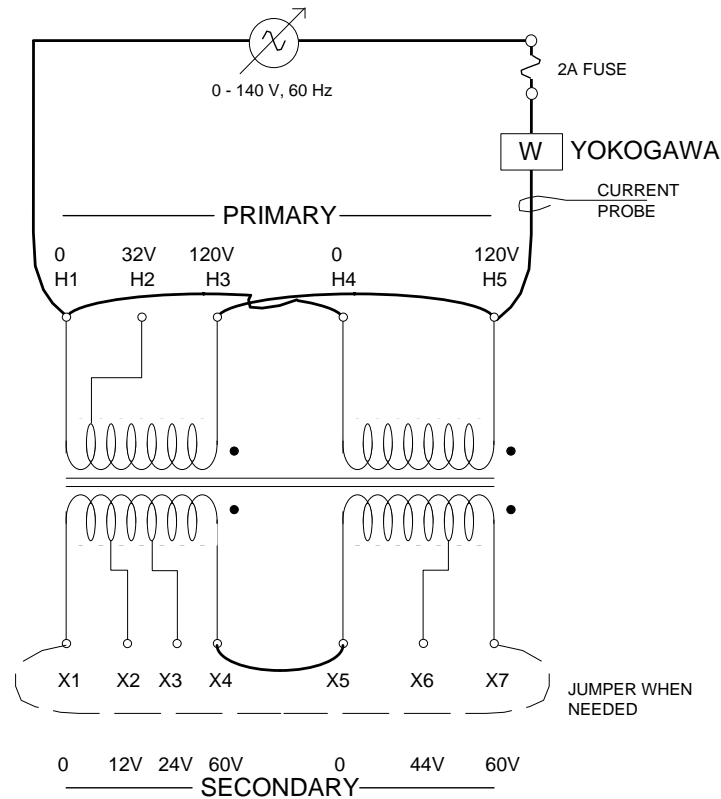 2A FUSE
0 - 140 V, 60 Hz
W YOKOGAWA
CURRENT
PROBE
PRIMARY
0 32V 120V 0 120V
H1 H2 H3 H4 H5
X1 X2 X3 X4 X5 X6 X7
JUMPER WHEN
NEEDED
0 12V 24V 60V 0 44V 60V
SECONDARY